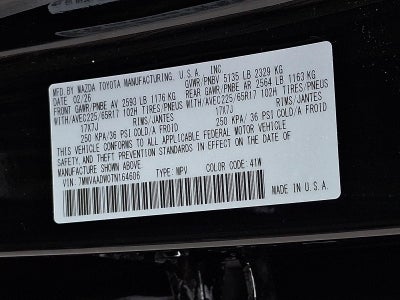 MFD.BY MAZDA TOYOTA MANUFACTURING, U.S.A., INC.
DATE 02/26 GVWR/PNBV 5135 LB 2329 KG
FRONT GAWR/PNBE AV 2593 LB 1176 KG REAR GAWR/PNBE AR 2564 LB 1163 KG
WITH/AVEC225/65R17 102H TIRES/PNEUS WITH/AVEC225/65R17 102H TIRES/PNEUS
17X7J RIMS/JANTES 17X7J RIMS/JANTES
250 KPA/36 PSI COLD/A FROID 250 KPA/36 PSI COLD/A FROID
THIS VEHICLE CONFORMS TO ALL APPLICABLE FEDERAL MOTOR VEHICLE
SAFETY, AND THEFT PREVENTION STANDARDS IN EFFECT ON THE DATE OF
MANUFACTURE SHOWN ABOVE.
VIN: 7MMVAADW0TN164606 TYPE: MPV COLOR CODE: 41W
MADE IN U.S.A.